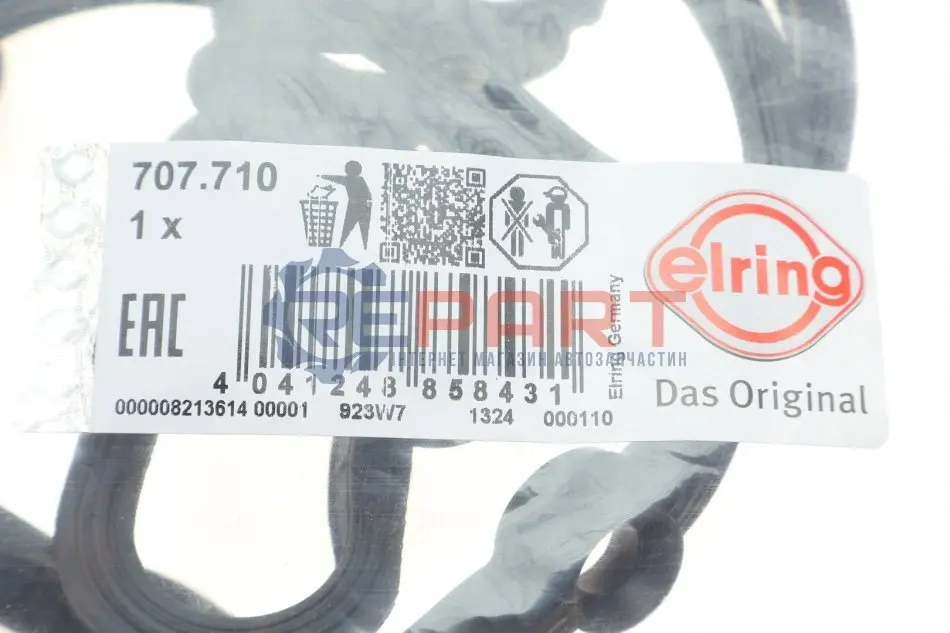 707.710
1 x
EAC
elring
Das Original
Elring Germany
REPART
ІНТЕРНЕТ МАГАЗИН АВТОЗАПЧАСТИН
4 041248 858431
000008213614 00001 923W7 1324 000110